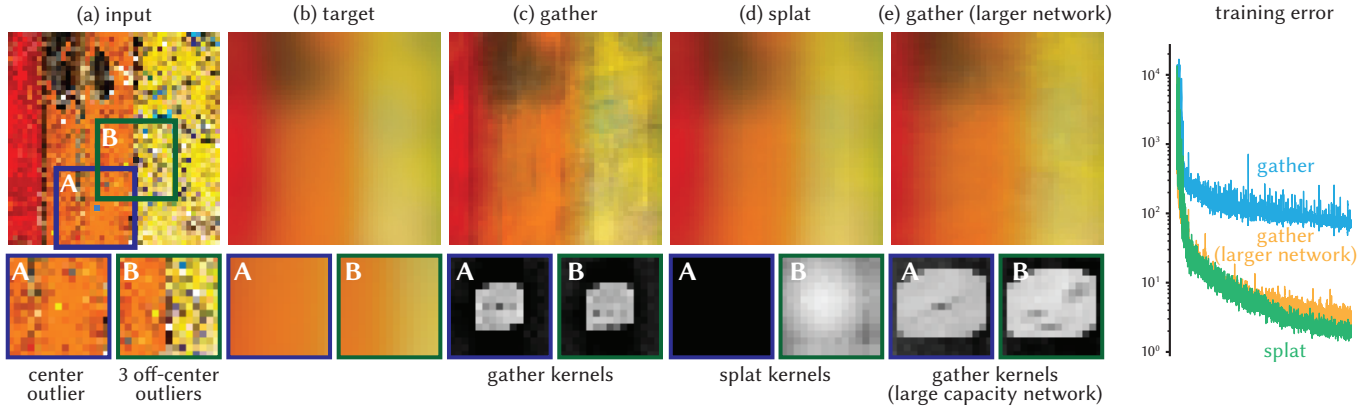 (a) input
(b) target
(c) gather
(d) splat
(e) gather (larger network)
training error
B
A
A
B
A
B
A
B
A
B
A
B
center
outlier
3 off-center
outliers
gather kernels
splat kernels
gather kernels
(large capacity network)
10⁴
10³
10²
10¹
10⁰
gather
gather
(larger network)
splat